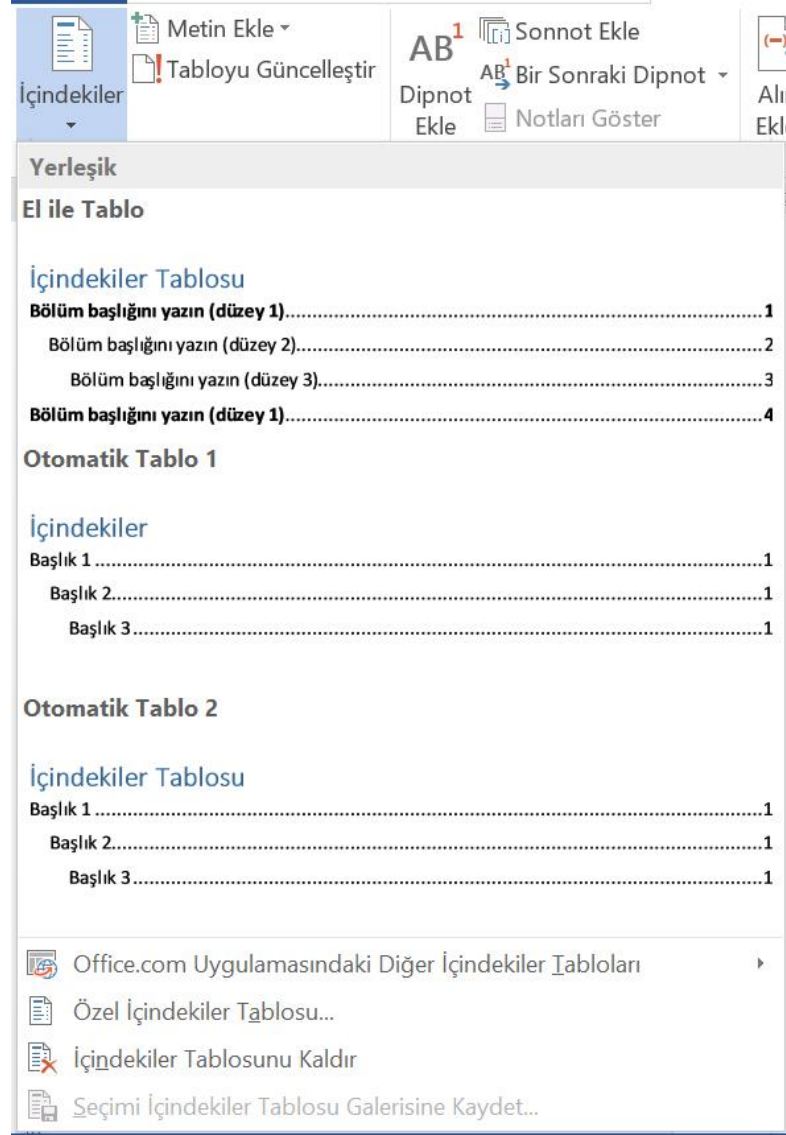 İçindekiler
Metin Ekle
Tabloyu Güncelleştir
AB1
Dipnot
Ekle
Sonnot Ekle
AB1 Bir Sonraki Dipnot
Notları Göster
Yerleşik
El ile Tablo
İçindekiler Tablosu
Bölüm başlığını yazın (düzey 1)...1
Bölüm başlığını yazın (düzey 2)...2
Bölüm başlığını yazın (düzey 3)...3
Bölüm başlığını yazın (düzey 1)...4
Otomatik Tablo 1
İçindekiler
Başlık 1...1
Başlık 2...1
Başlık 3...1
Otomatik Tablo 2
İçindekiler Tablosu
Başlık 1...1
Başlık 2...1
Başlık 3...1
Office.com Uygulamasındaki Diğer İçindekiler Tabloları
Özel İçindekiler Tablosu...
İçindekiler Tablosunu Kaldır
Seçimi İçindekiler Tablosu Galerisine Kaydet...